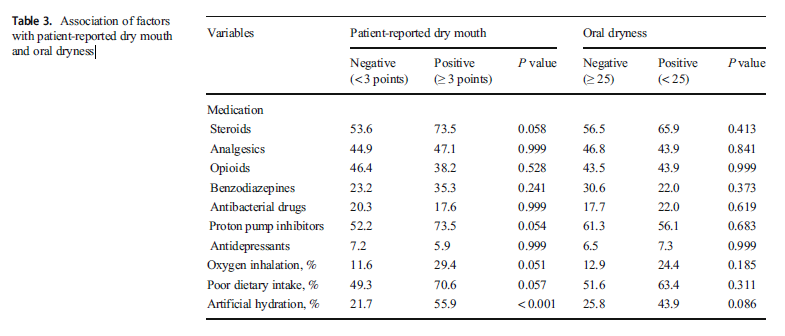 Table 3. Association of factors
with patient-reported dry mouth
and oral dryness
Variables Patient-reported dry mouth Oral dryness
Negative Positive P value Negative Positive P value
(<3 points) (≥3 points) (≥25) (<25)
Medication
Steroids 53.6 73.5 0.058 56.5 65.9 0.413
Analgesics 44.9 47.1 0.999 46.8 43.9 0.841
Opioids 46.4 38.2 0.528 43.5 43.9 0.999
Benzodiazepines 23.2 35.3 0.241 30.6 22.0 0.373
Antibacterial drugs 20.3 17.6 0.999 17.7 22.0 0.619
Proton pump inhibitors 52.2 73.5 0.054 61.3 56.1 0.683
Antidepressants 7.2 5.9 0.999 6.5 7.3 0.999
Oxygen inhalation, % 11.6 29.4 0.051 12.9 24.4 0.185
Poor dietary intake, % 49.3 70.6 0.057 51.6 63.4 0.311
Artificial hydration, % 21.7 55.9 <0.001 25.8 43.9 0.086